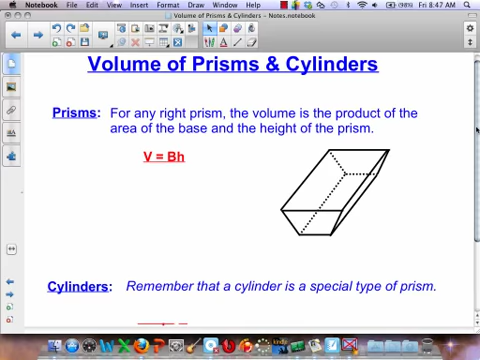 Notebook File Edit View Insert Format Draw Window Help (98%) Fri 8:47 AM
Volume of Prisms & Cylinders – Notes.notebook
Volume of Prisms & Cylinders
Prisms: For any right prism, the volume is the product of the
area of the base and the height of the prism.
V = Bh
Cylinders: Remember that a cylinder is a special type of prism.